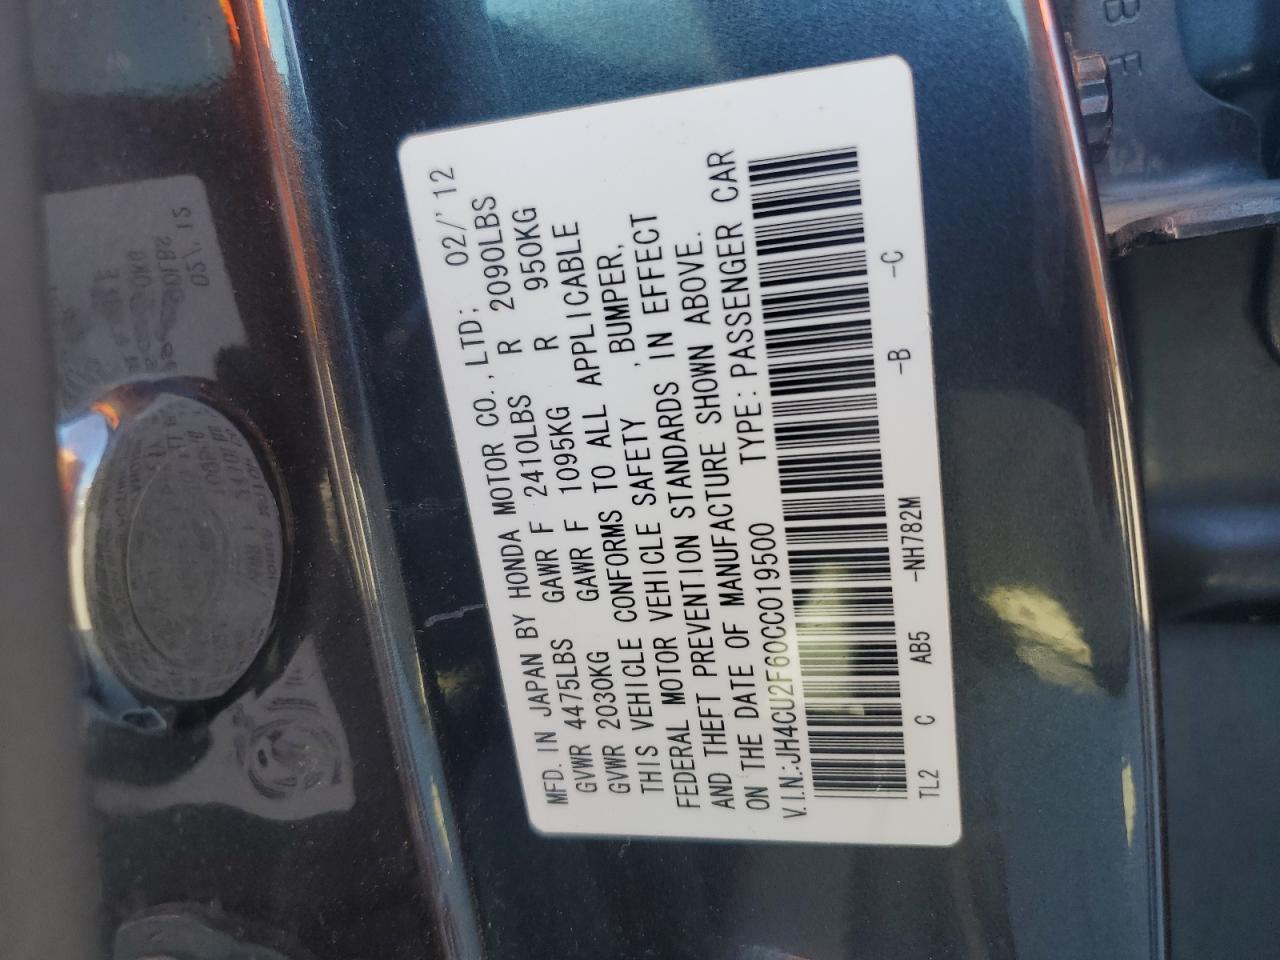 MFD. IN JAPAN BY HONDA MOTOR CO., LTD; 02/'12
GVWR 4475LBS GAWR F 2410LBS R 2090LBS
GVWR 2030KG GAWR F 1095KG R 950KG
THIS VEHICLE CONFORMS TO ALL APPLICABLE
FEDERAL MOTOR VEHICLE SAFETY , BUMPER,
AND THEFT PREVENTION STANDARDS IN EFFECT
ON THE DATE OF MANUFACTURE SHOWN ABOVE.
V.I.N.:JH4CU2F60CC019500 TYPE: PASSENGER CAR
TL2 C AB5 -NH782M -B -C
B F